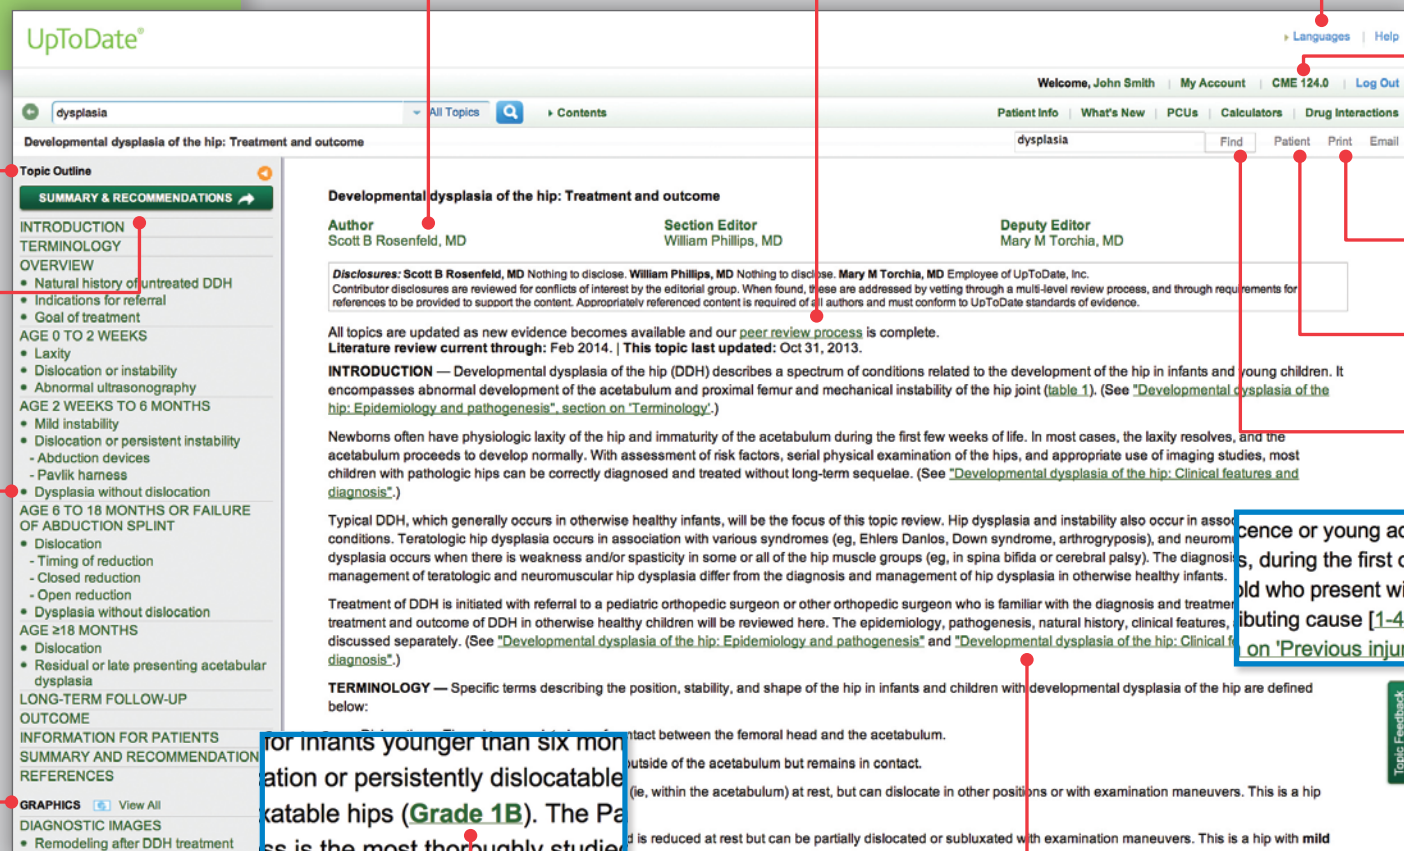 UpToDate®
Languages | Help
Welcome, John Smith | My Account | CME 124.0 | Log Out
dysplasia
All Topics
Contents
Patient Info | What's New | PCUs | Calculators | Drug Interactions
Developmental dysplasia of the hip: Treatment and outcome
dysplasia
Find
Patient
Print
Email
Topic Outline
SUMMARY & RECOMMENDATIONS
INTRODUCTION
TERMINOLOGY
OVERVIEW
• Natural history of untreated DDH
• Indications for referral
• Goal of treatment
AGE 0 TO 2 WEEKS
• Laxity
• Dislocation or instability
• Abnormal ultrasonography
AGE 2 WEEKS TO 6 MONTHS
• Mild instability
• Dislocation or persistent instability
- Abduction devices
- Pavlik harness
• Dysplasia without dislocation
AGE 6 TO 18 MONTHS OR FAILURE
OF ABDUCTION SPLINT
• Dislocation
- Timing of reduction
- Closed reduction
- Open reduction
• Dysplasia without dislocation
AGE ≥18 MONTHS
• Dislocation
• Residual or late presenting acetabular
dysplasia
LONG-TERM FOLLOW-UP
OUTCOME
INFORMATION FOR PATIENTS
SUMMARY AND RECOMMENDATION
REFERENCES
GRAPHICS View All
DIAGNOSTIC IMAGES
• Remodeling after DDH treatment
Developmental dysplasia of the hip: Treatment and outcome
Author
Scott B Rosenfeld, MD
Section Editor
William Phillips, MD
Deputy Editor
Mary M Torchia, MD
Disclosures: Scott B Rosenfeld, MD Nothing to disclose. William Phillips, MD Nothing to disclose. Mary M Torchia, MD Employee of UpToDate, Inc.
Contributor disclosures are reviewed for conflicts of interest by the editorial group. When found, these are addressed by vetting through a multi-level review process, and through requirements for
references to be provided to support the content. Appropriately referenced content is required of all authors and must conform to UpToDate standards of evidence.
All topics are updated as new evidence becomes available and our peer review process is complete.
Literature review current through: Feb 2014. | This topic last updated: Oct 31, 2013.
INTRODUCTION — Developmental dysplasia of the hip (DDH) describes a spectrum of conditions related to the development of the hip in infants and young children. It
encompasses abnormal development of the acetabulum and proximal femur and mechanical instability of the hip joint (table 1). (See "Developmental dysplasia of the
hip: Epidemiology and pathogenesis", section on 'Terminology'.)
Newborns often have physiologic laxity of the hip and immaturity of the acetabulum during the first few weeks of life. In most cases, the laxity resolves, and the
acetabulum proceeds to develop normally. With assessment of risk factors, serial physical examination of the hips, and appropriate use of imaging studies, most
children with pathologic hips can be correctly diagnosed and treated without long-term sequelae. (See "Developmental dysplasia of the hip: Clinical features and
diagnosis".)
Typical DDH, which generally occurs in otherwise healthy infants, will be the focus of this topic review. Hip dysplasia and instability also occur in assoc
conditions. Teratologic hip dysplasia occurs in association with various syndromes (eg, Ehlers Danlos, Down syndrome, arthrogryposis), and neurom
dysplasia occurs when there is weakness and/or spasticity in some or all of the hip muscle groups (eg, in spina bifida or cerebral palsy). The diagnosis
management of teratologic and neuromuscular hip dysplasia differ from the diagnosis and management of hip dysplasia in otherwise healthy infants.
Treatment of DDH is initiated with referral to a pediatric orthopedic surgeon or other orthopedic surgeon who is familiar with the diagnosis and treatmen
treatment and outcome of DDH in otherwise healthy children will be reviewed here. The epidemiology, pathogenesis, natural history, clinical features,
discussed separately. (See "Developmental dysplasia of the hip: Epidemiology and pathogenesis" and "Developmental dysplasia of the hip: Clinical f
diagnosis".)
TERMINOLOGY — Specific terms describing the position, stability, and shape of the hip in infants and children with developmental dysplasia of the hip are defined
below:
ntact between the femoral head and the acetabulum.
outside of the acetabulum but remains in contact.
(ie, within the acetabulum) at rest, but can dislocate in other positions or with examination maneuvers. This is a hip
d is reduced at rest but can be partially dislocated or subluxated with examination maneuvers. This is a hip with mild
cence or young ad
s, during the first
old who present wi
ibuting cause [1-4
on 'Previous injur
for infants younger than six mon
ation or persistently dislocatable
xatable hips (Grade 1B). The Pa
ss is the most thoroughly studied
Topic Feedback